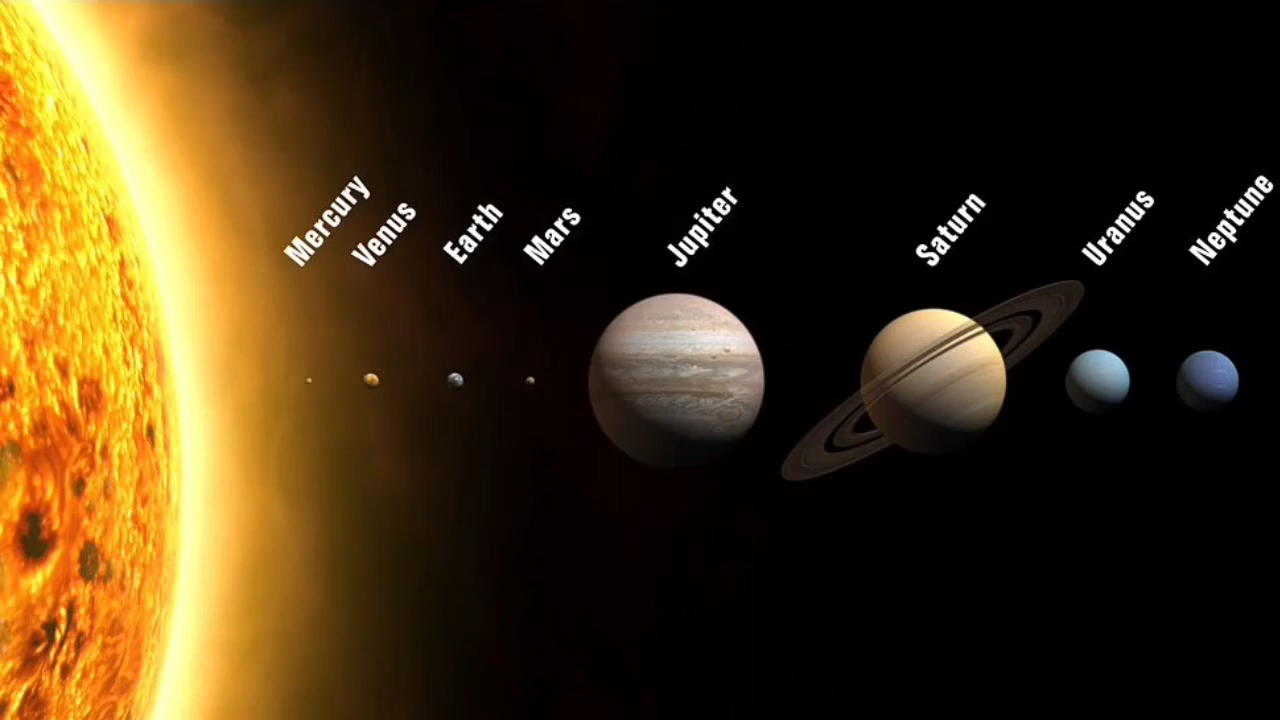 Mercury
Venus
Earth
Mars
Jupiter
Saturn
Uranus
Neptune